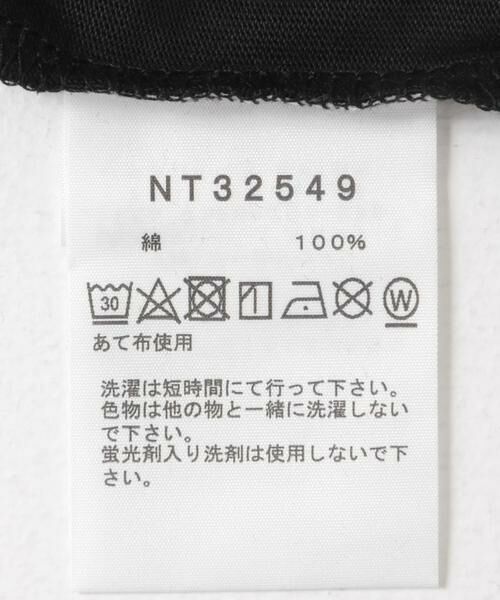 NT32549
綿 100%
30 W
あて布使用
洗濯は短時間にて行って下さい。
色物は他の物と一緒に洗濯しない
で下さい。
蛍光剤入り洗剤は使用しないで下
さい。